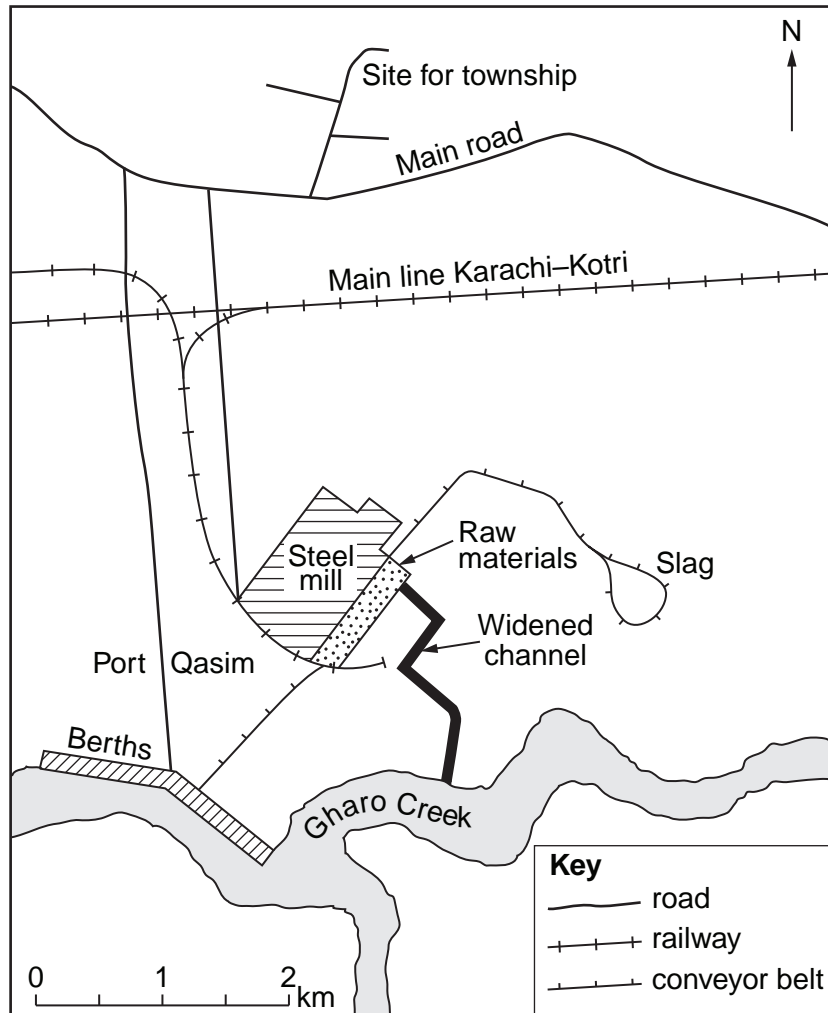 N
Site for township
Main road
Main line Karachi–Kotri
Raw
materials
Steel
mill
Slag
Widened
channel
Port Qasim
Berths
Gharo Creek
Key
road
railway
conveyor belt
0 1 2
km